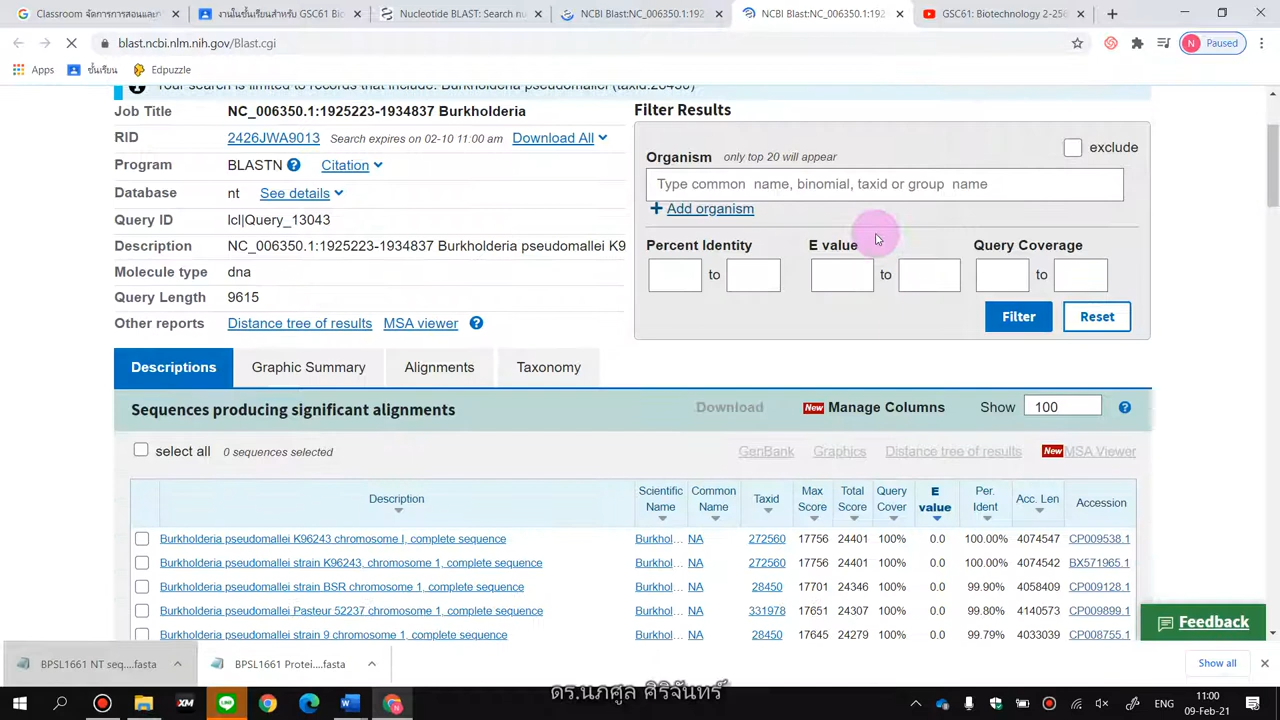 Classroom จัดการการสอนและการ
งานในชั้นเรียนสำหรับ GSC61 Bi
Nucleotide BLAST: Search nu
NCBI Blast:NC_006350.1:192
NCBI Blast:NC_006350.1:192
GSC61: Biotechnology 2-256
blast.ncbi.nlm.nih.gov/Blast.cgi
N Paused
Apps
ชั้นเรียน
Edpuzzle
Your search is limited to records that include: Burkholderia pseudomallei (taxid:28450)
Job Title NC_006350.1:1925223-1934837 Burkholderia
RID 2426JWA9013 Search expires on 02-10 11:00 am Download All
Program BLASTN ? Citation
Database nt See details
Query ID lcl|Query_13043
Description NC_006350.1:1925223-1934837 Burkholderia pseudomallei K9
Molecule type dna
Query Length 9615
Other reports Distance tree of results MSA viewer ?
Filter Results
Organism only top 20 will appear
exclude
Type common name, binomial, taxid or group name
+ Add organism
Percent Identity E value Query Coverage
to to to
Filter Reset
Descriptions Graphic Summary Alignments Taxonomy
Sequences producing significant alignments Download New Manage Columns Show 100 ?
select all 0 sequences selected GenBank Graphics Distance tree of results New MSA Viewer
Description Scientific Name Common Name Taxid Max Score Total Score Query Cover E value Per. Ident Acc. Len Accession
Burkholderia pseudomallei K96243 chromosome I, complete sequence Burkhol... NA 272560 17756 24401 100% 0.0 100.00% 4074547 CP009538.1
Burkholderia pseudomallei strain K96243, chromosome 1, complete sequence Burkhol... NA 272560 17756 24401 100% 0.0 100.00% 4074542 BX571965.1
Burkholderia pseudomallei strain BSR chromosome 1, complete sequence Burkhol... NA 28450 17701 24346 100% 0.0 99.90% 4058409 CP009128.1
Burkholderia pseudomallei Pasteur 52237 chromosome 1, complete sequence Burkhol... NA 331978 17651 24307 100% 0.0 99.80% 4140573 CP009899.1
Burkholderia pseudomallei strain 9 chromosome 1, complete sequence Burkhol... NA 28450 17645 24279 100% 0.0 99.79% 4033039 CP008755.1
Feedback
BPSL1661 NT seq....fasta
BPSL1661 Protei....fasta
Show all
ดร.นภศูล ศิริจันทร์
ENG
11:00
09-Feb-21